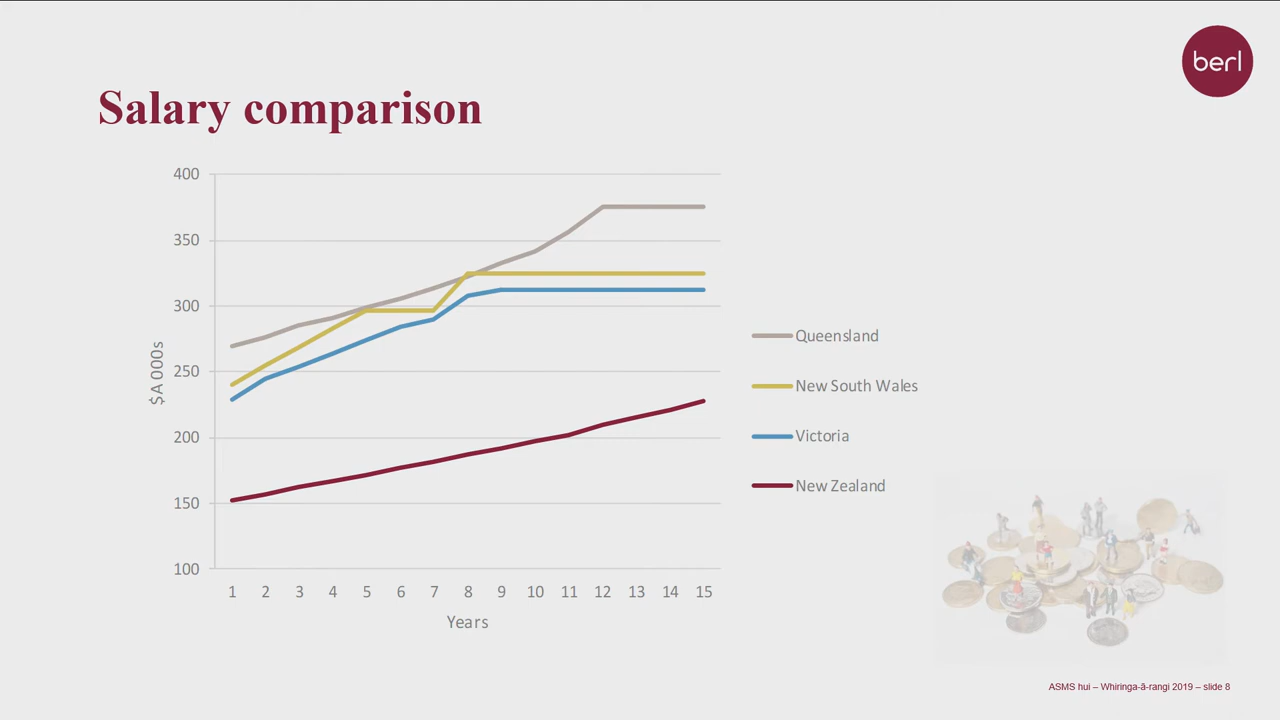 berl
Salary comparison
400
350
300
250
200
150
100
$A 000s
1 2 3 4 5 6 7 8 9 10 11 12 13 14 15
Years
Queensland
New South Wales
Victoria
New Zealand
ASMS hui – Whiringa-ā-rangi 2019 – slide 8